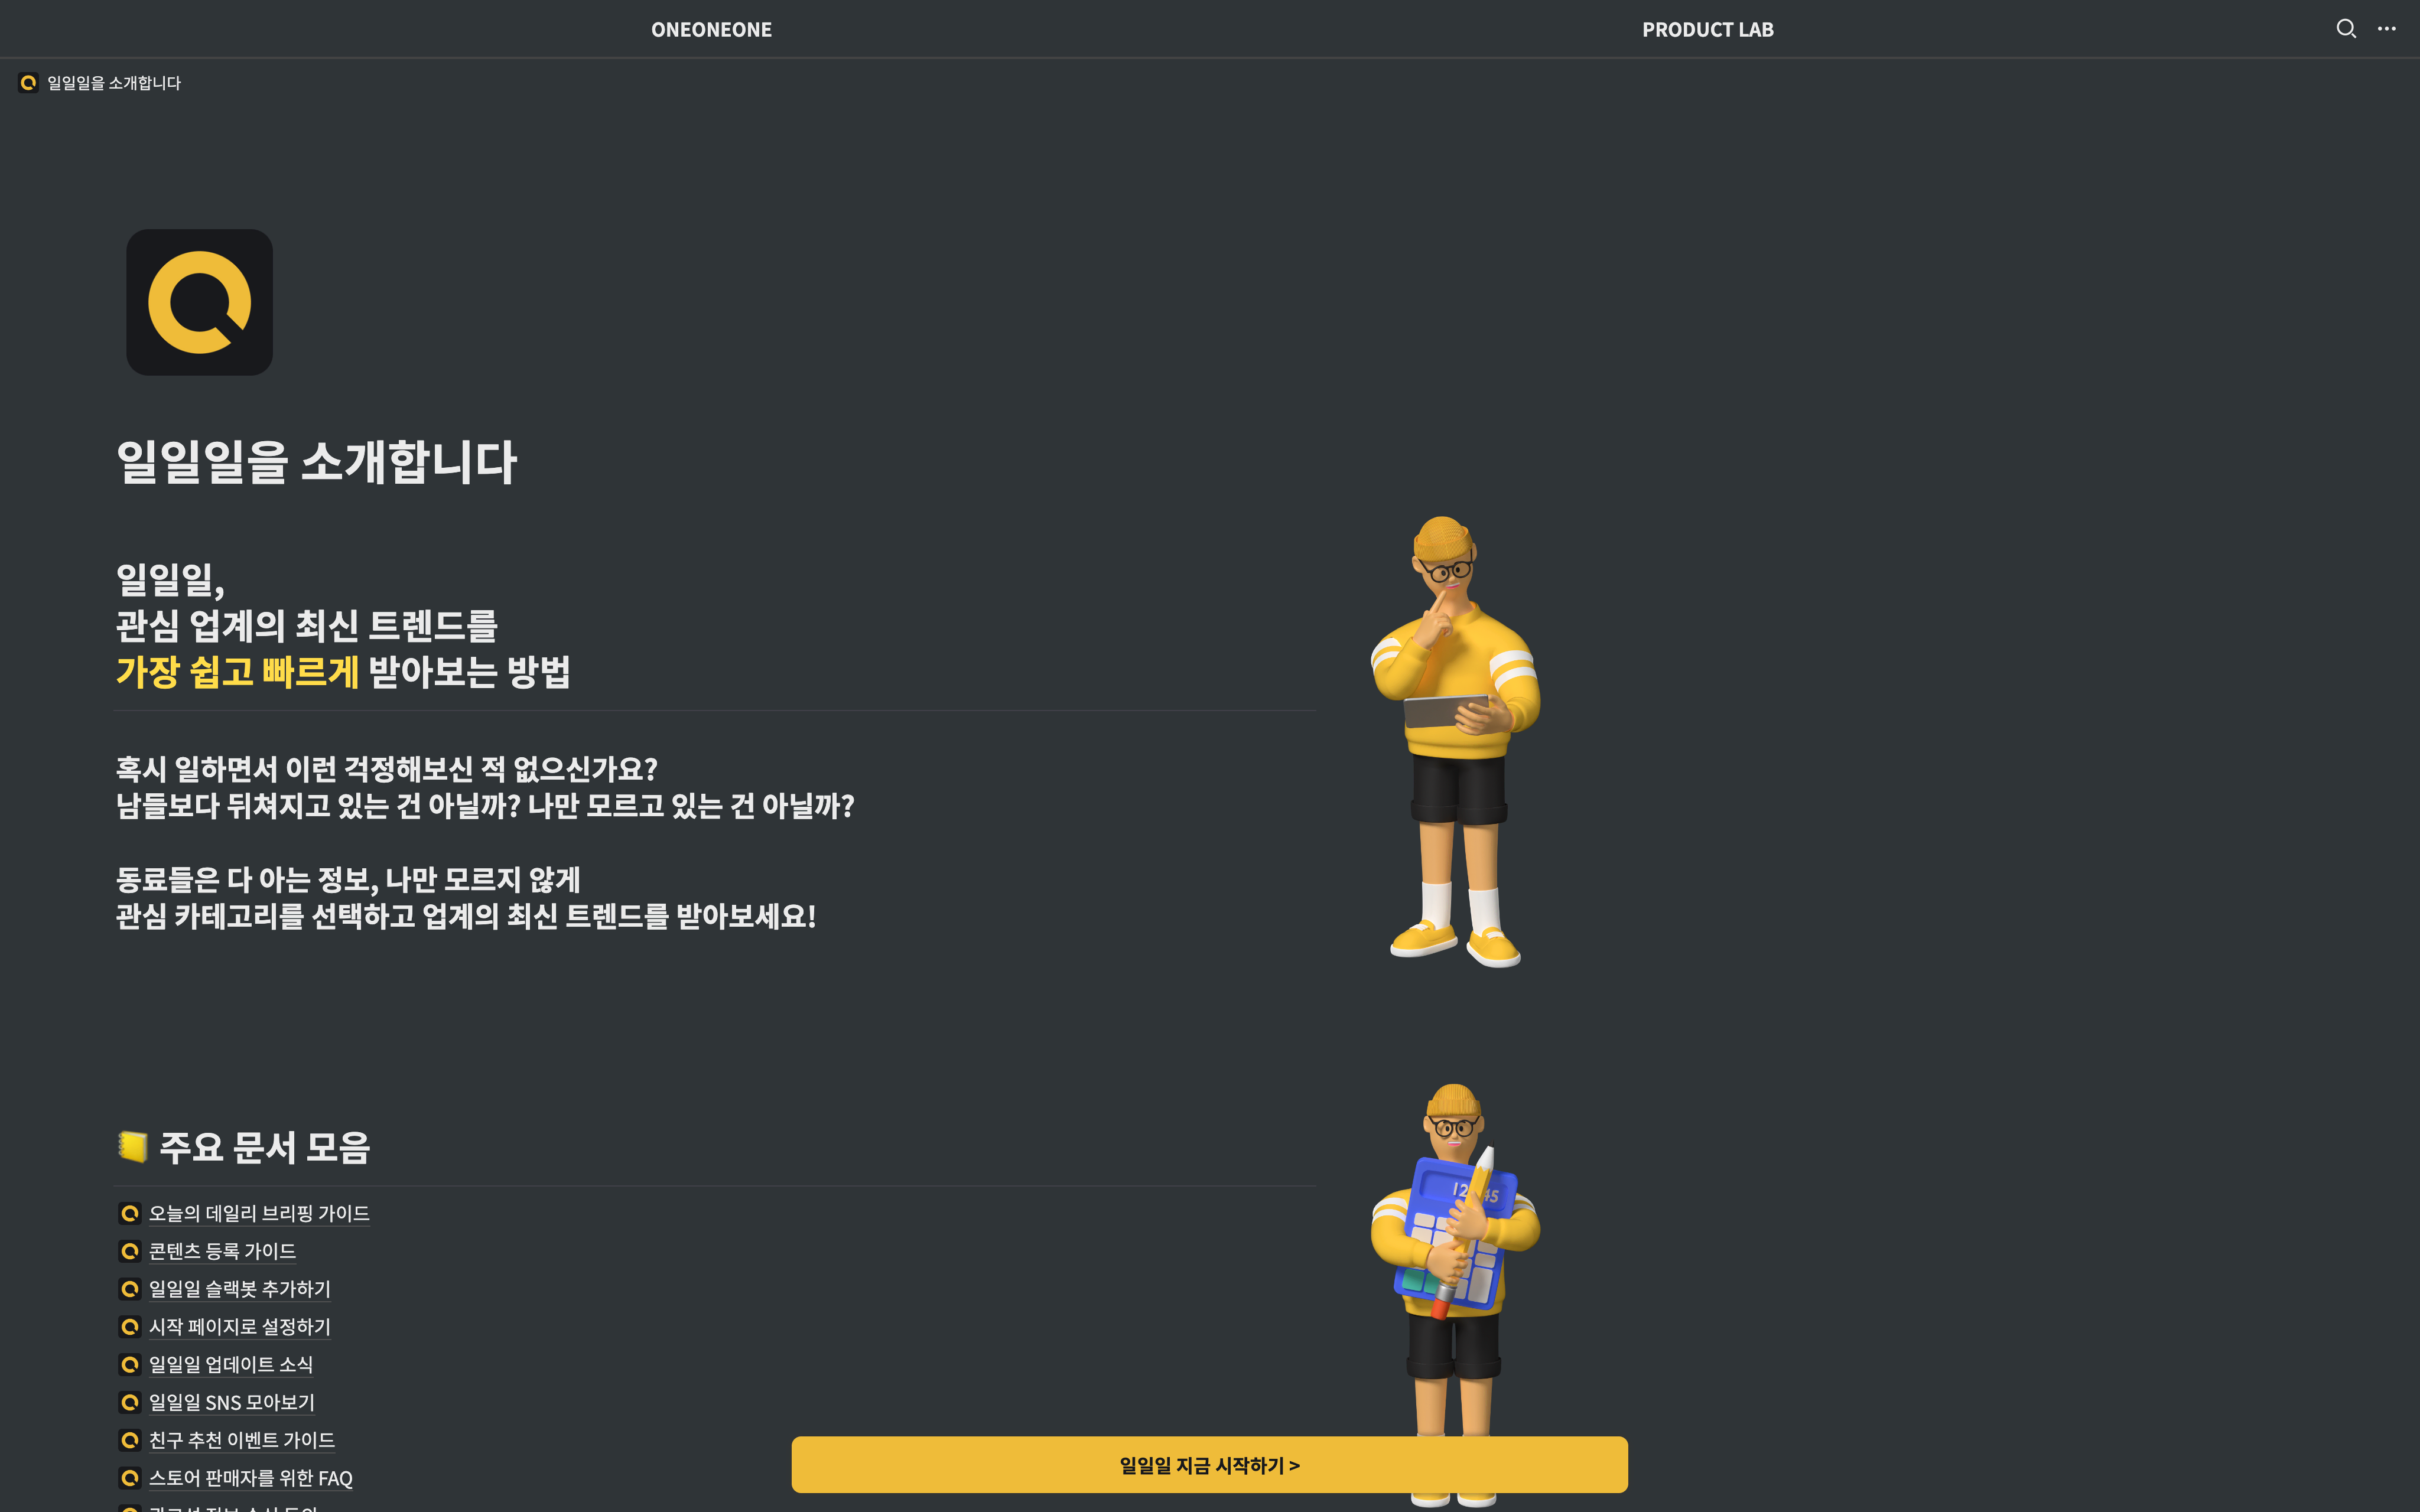 ONEONEONE
PRODUCT LAB
일일일을 소개합니다
일일일을 소개합니다
일일일,
관심 업계의 최신 트렌드를
가장 쉽고 빠르게 받아보는 방법
혹시 일하면서 이런 걱정해보신 적 없으신가요?
남들보다 뒤쳐지고 있는 건 아닐까? 나만 모르고 있는 건 아닐까?
동료들은 다 아는 정보, 나만 모르지 않게
관심 카테고리를 선택하고 업계의 최신 트렌드를 받아보세요!
주요 문서 모음
오늘의 데일리 브리핑 가이드
콘텐츠 등록 가이드
일일일 슬랙봇 추가하기
시작 페이지로 설정하기
일일일 업데이트 소식
일일일 SNS 모아보기
친구 추천 이벤트 가이드
스토어 판매자를 위한 FAQ
일일일 지금 시작하기 >